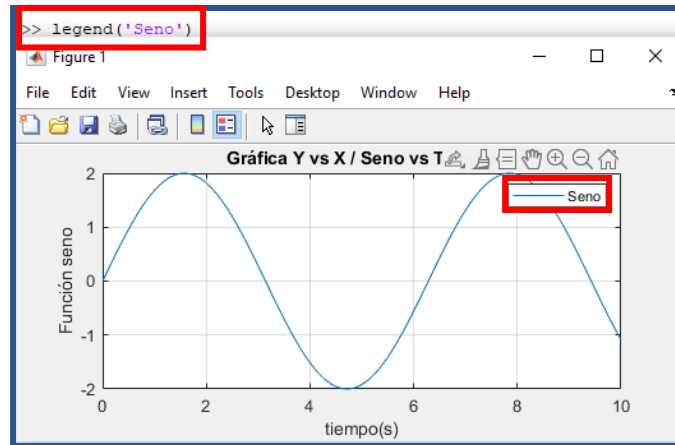 >> legend('Seno')
Figure 1
File Edit View Insert Tools Desktop Window Help
Gráfica Y vs X / Seno vs T
Seno
2
1
0
-1
-2
Función seno
0 2 4 6 8 10
tiempo(s)